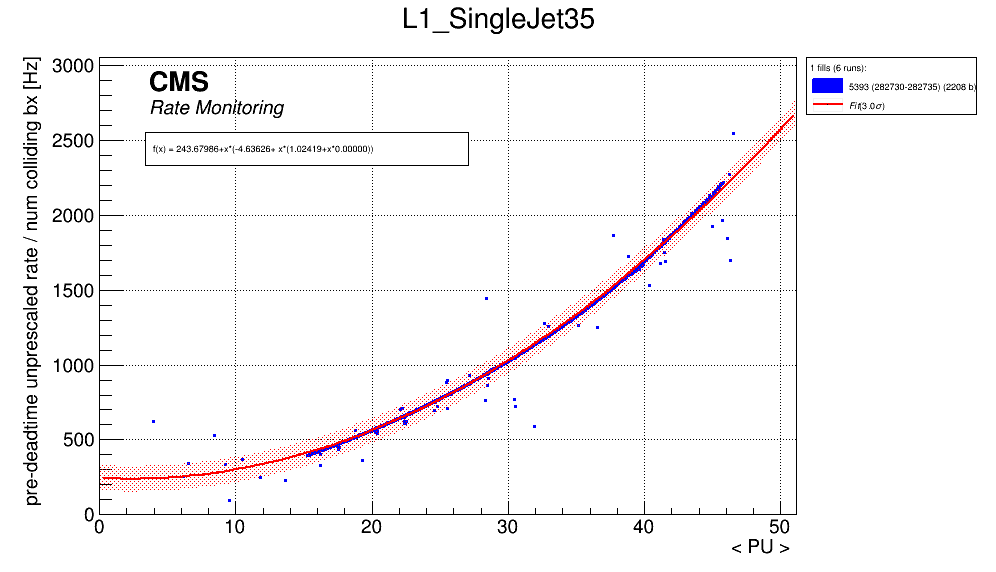 L1_SingleJet35
pre-deadtime unprescaled rate / num colliding bx [Hz]
3000
2500
2000
1500
1000
500
0
CMS
Rate Monitoring
f(x) = 243.67986+x*(-4.63626+ x*(1.02419+x*0.00000))
1 fills (6 runs):
5393 (282730-282735) (2208 b)
Fit(3.0σ)
0 10 20 30 40 50
< PU >